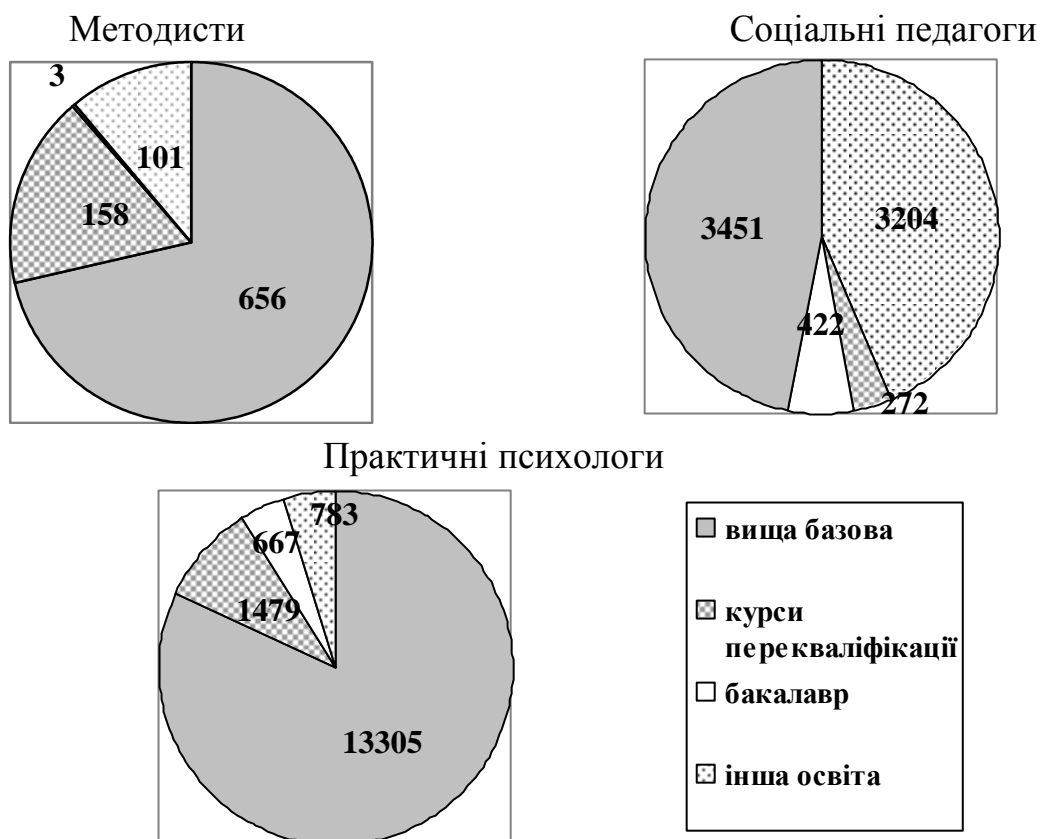 Методисти
3
101
158
656
Соціальні педагоги
3451
3204
422
272
Практичні психологи
783
667
1479
13305
вища базова
курси
перекваліфікації
бакалавр
інша освіта